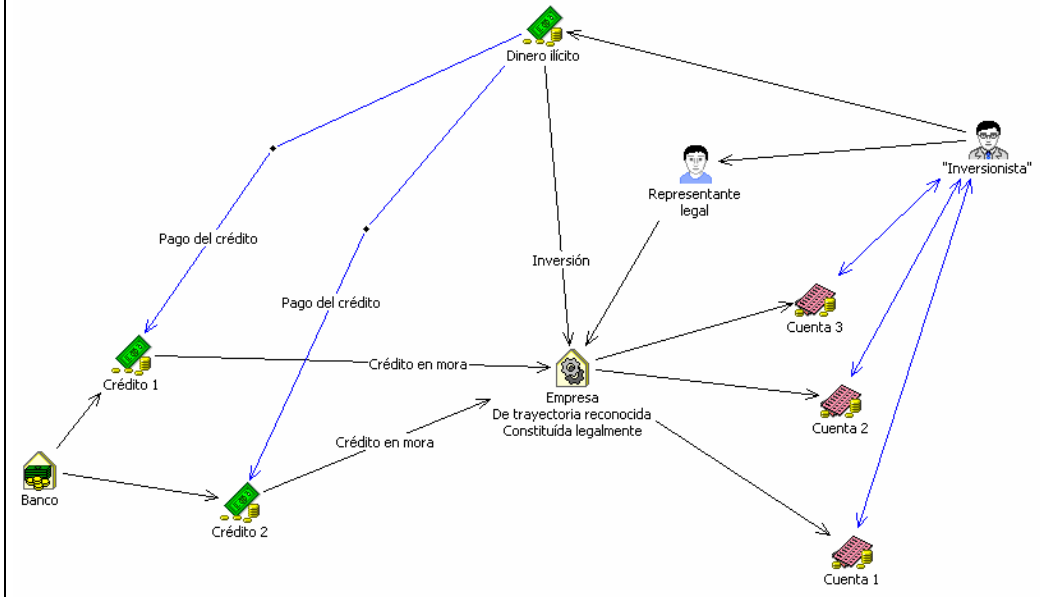 Dinero ilícito
"Inversionista"
Representante
legal
Pago del crédito
Inversión
Pago del crédito
Cuenta 3
Crédito en mora
Crédito 1
Empresa
De trayectoria reconocida
Constituída legalmente
Cuenta 2
Crédito en mora
Banco
Crédito 2
Cuenta 1